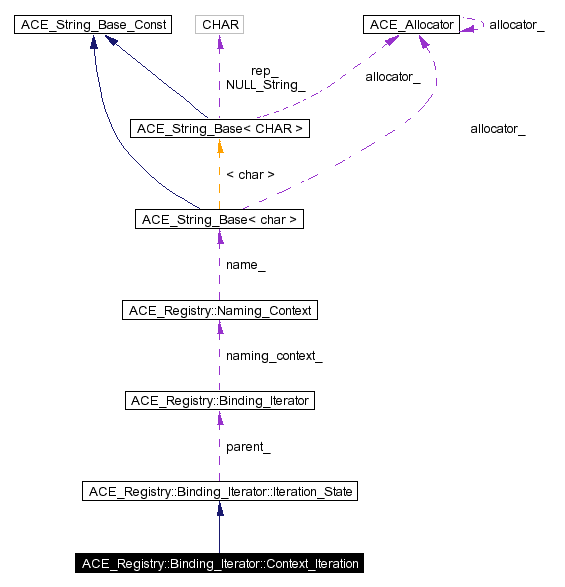 ACE_String_Base_Const
CHAR
ACE_Allocator
allocator_
rep_
NULL_String_
allocator_
ACE_String_Base< CHAR >
allocator_
< char >
ACE_String_Base< char >
name_
ACE_Registry::Naming_Context
naming_context_
ACE_Registry::Binding_Iterator
parent_
ACE_Registry::Binding_Iterator::Iteration_State
ACE_Registry::Binding_Iterator::Context_Iteration